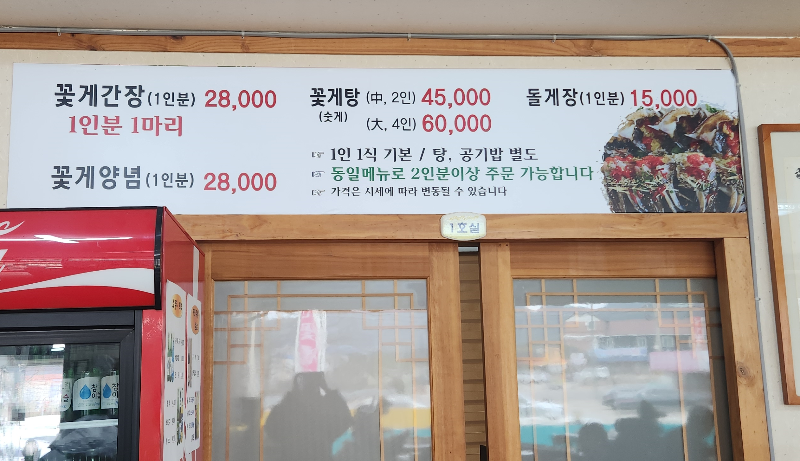 꽃게간장(1인분) 28,000
1인분 1마리
꽃게양념(1인분) 28,000
꽃게탕 (中, 2인) 45,000
(숫게)
(大, 4인) 60,000
돌게장(1인분) 15,000
☞ 1인 1식 기본 / 탕, 공기밥 별도
☞ 동일메뉴로 2인분이상 주문 가능합니다
☞ 가격은 시세에 따라 변동될 수 있습니다
1호실